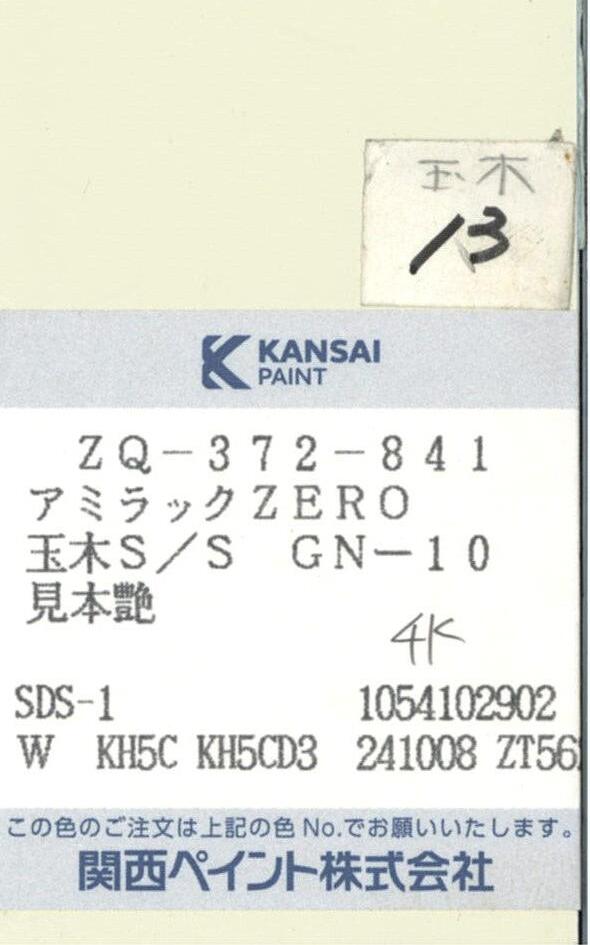 玉木
13
KANSAI
PAINT
ZQ-372-841
アミラックZERO
玉木S/S GN-10
見本艶
4K
SDS-1 1054102902
W KH5C KH5CD3 241008 ZT56
この色のご注文は上記の色No.でお願いいたします。
関西ペイント株式会社